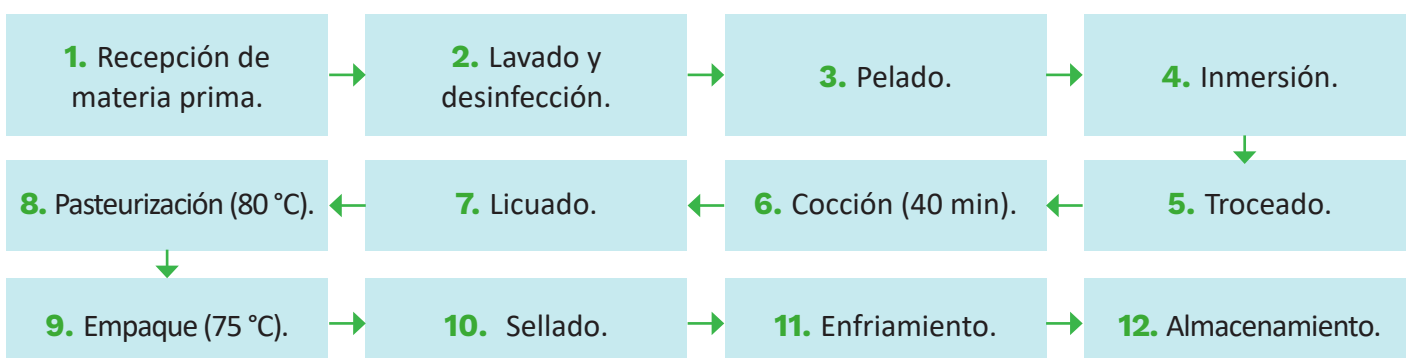 1. Recepción de
materia prima.
2. Lavado y
desinfección.
3. Pelado.
4. Inmersión.
5. Troceado.
6. Cocción (40 min).
7. Licuado.
8. Pasteurización (80 °C).
9. Empaque (75 °C).
10. Sellado.
11. Enfriamiento.
12. Almacenamiento.